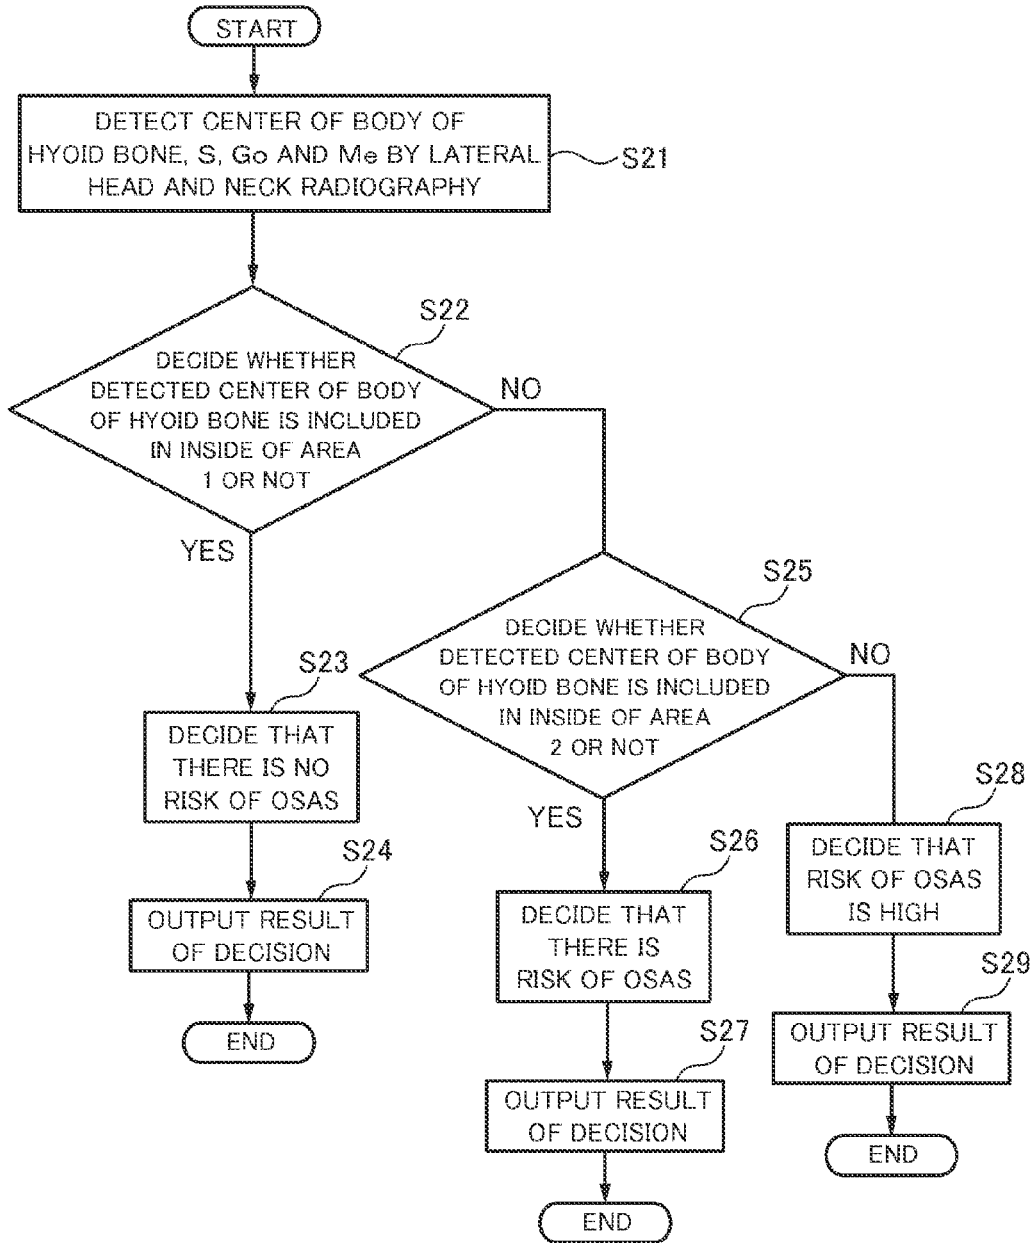 START
DETECT CENTER OF BODY OF
HYOID BONE, S, Go AND Me BY LATERAL
HEAD AND NECK RADIOGRAPHY
S21
S22
DECIDE WHETHER
DETECTED CENTER OF BODY
OF HYOID BONE IS INCLUDED
IN INSIDE OF AREA
1 OR NOT
NO
YES
S23
DECIDE THAT
THERE IS NO
RISK OF OSAS
S24
OUTPUT RESULT
OF DECISION
END
S25
DECIDE WHETHER
DETECTED CENTER OF BODY
OF HYOID BONE IS INCLUDED
IN INSIDE OF AREA
2 OR NOT
NO
YES
S26
DECIDE THAT
THERE IS
RISK OF OSAS
S27
OUTPUT RESULT
OF DECISION
END
S28
DECIDE THAT
RISK OF OSAS
IS HIGH
S29
OUTPUT RESULT
OF DECISION
END